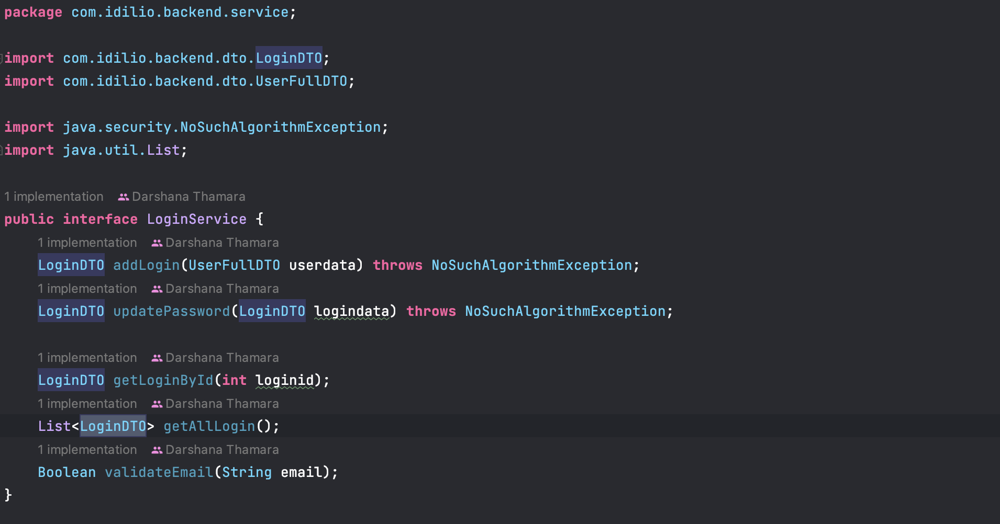 package com.idilio.backend.service;
import com.idilio.backend.dto.LoginDTO;
import com.idilio.backend.dto.UserFullDTO;
import java.security.NoSuchAlgorithmException;
import java.util.List;
1 implementation Darshana Thamara
public interface LoginService {
1 implementation Darshana Thamara
LoginDTO addLogin(UserFullDTO userdata) throws NoSuchAlgorithmException;
1 implementation Darshana Thamara
LoginDTO updatePassword(LoginDTO logindata) throws NoSuchAlgorithmException;
1 implementation Darshana Thamara
LoginDTO getLoginById(int loginid);
1 implementation Darshana Thamara
List<LoginDTO> getAllLogin();
1 implementation Darshana Thamara
Boolean validateEmail(String email);
}